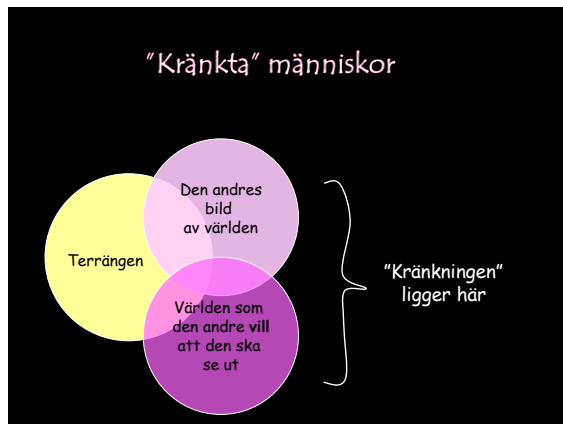 "Kränkta" människor
Den andres
bild
av världen
Terrängen
"Kränkningen"
ligger här
Världen som
den andre vill
att den ska
se ut